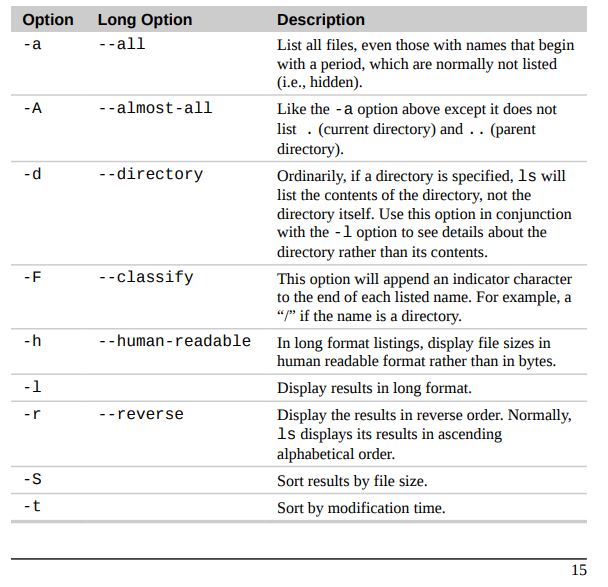 Option Long Option Description
-a --all List all files, even those with names that begin
with a period, which are normally not listed
(i.e., hidden).
-A --almost-all Like the -a option above except it does not
list . (current directory) and .. (parent
directory).
-d --directory Ordinarily, if a directory is specified, ls will
list the contents of the directory, not the
directory itself. Use this option in conjunction
with the -l option to see details about the
directory rather than its contents.
-F --classify This option will append an indicator character
to the end of each listed name. For example, a
“/” if the name is a directory.
-h --human-readable In long format listings, display file sizes in
human readable format rather than in bytes.
-l Display results in long format.
-r --reverse Display the results in reverse order. Normally,
ls displays its results in ascending
alphabetical order.
-S Sort results by file size.
-t Sort by modification time.
15